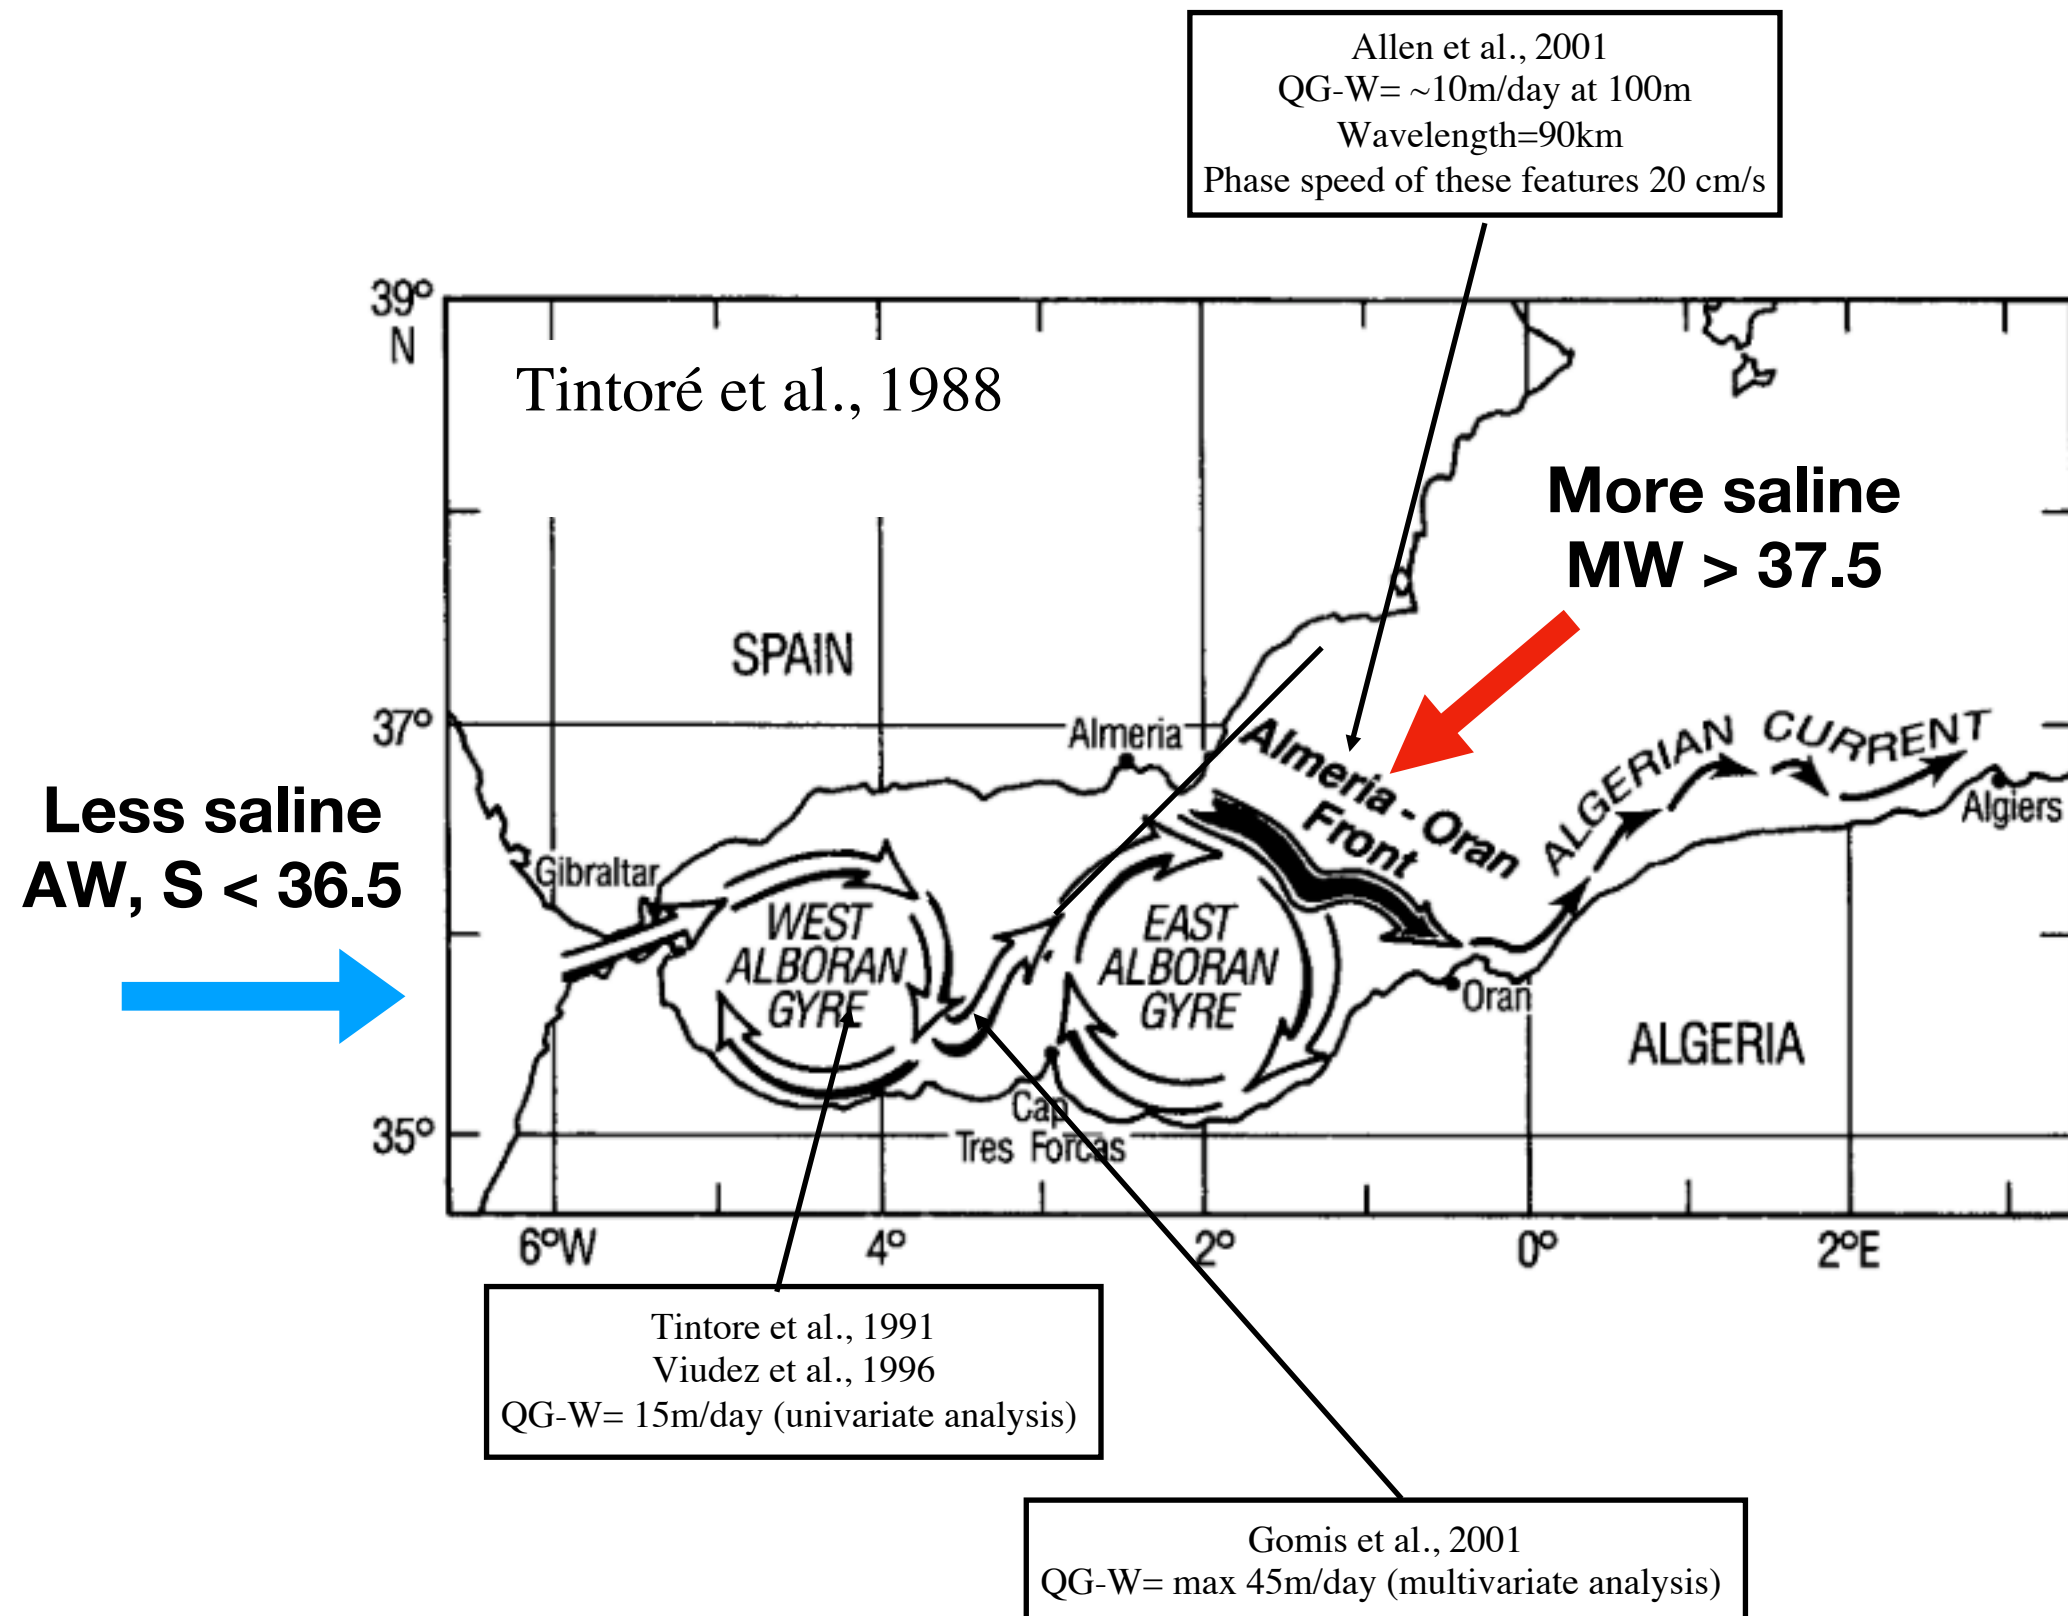 Allen et al., 2001
QG-W= ~10m/day at 100m
Wavelength=90km
Phase speed of these features 20 cm/s
39°
N
Tintoré et al., 1988
More saline
MW > 37.5
SPAIN
37°
Almeria
Almeria - Oran
Front
ALGERIAN CURRENT
Algiers
Less saline
AW, S < 36.5
Gibraltar
WEST
ALBORAN
GYRE
EAST
ALBORAN
GYRE
Oran
ALGERIA
Cap
Tres Forcas
35°
6°W
4°
2°
0°
2°E
Tintore et al., 1991
Viudez et al., 1996
QG-W= 15m/day (univariate analysis)
Gomis et al., 2001
QG-W= max 45m/day (multivariate analysis)